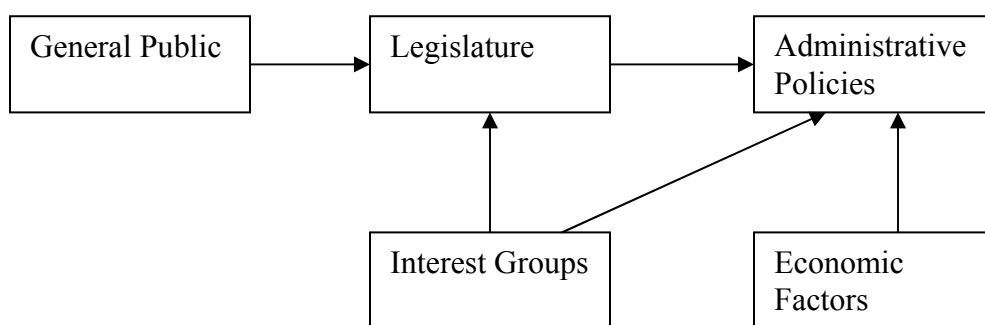 General Public
Legislature
Administrative
Policies
Interest Groups
Economic
Factors